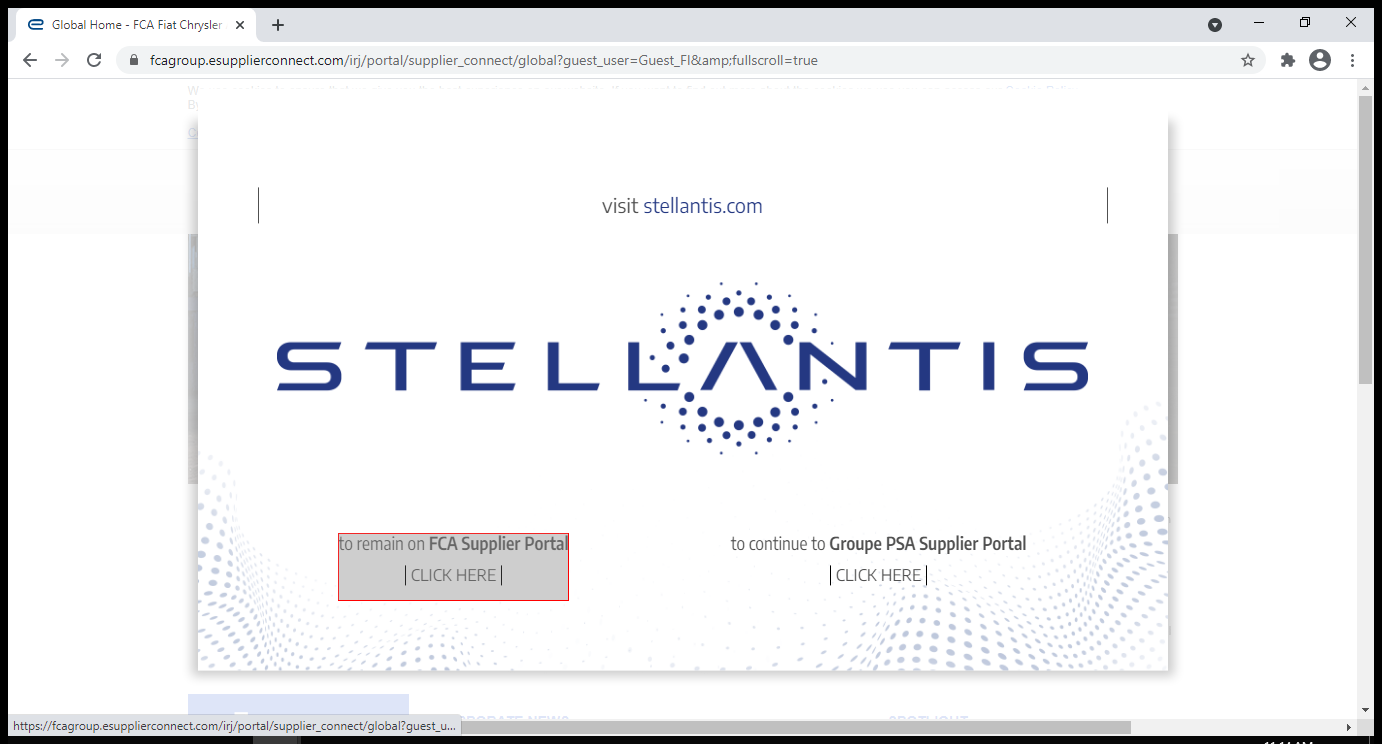 Global Home - FCA Fiat Chrysler
fcagroup.esupplierconnect.com/irj/portal/supplier_connect/global?guest_user=Guest_FI&amp;fullscroll=true
visit stellantis.com
STELLANTIS
to remain on FCA Supplier Portal
CLICK HERE
to continue to Groupe PSA Supplier Portal
CLICK HERE
https://fcagroup.esupplierconnect.com/irj/portal/supplier_connect/global?guest_u...
SPOTLIGHT